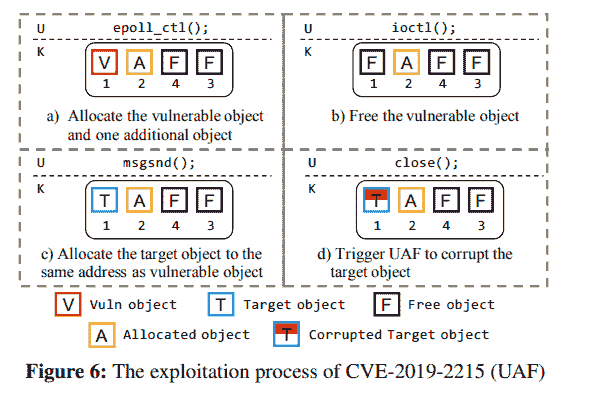 U epoll_ctl();
K
V A F F
1 2 4 3
a) Allocate the vulnerable object
and one additional object
U ioctl();
K
F A F F
1 2 4 3
b) Free the vulnerable object
U msgsnd();
K
T A F F
1 2 4 3
c) Allocate the target object to the
same address as vulnerable object
U close();
K
T A F F
1 2 4 3
d) Trigger UAF to corrupt the
target object
V Vuln object T Target object F Free object
A Allocated object T Corrupted Target object
Figure 6: The exploitation process of CVE-2019-2215 (UAF)